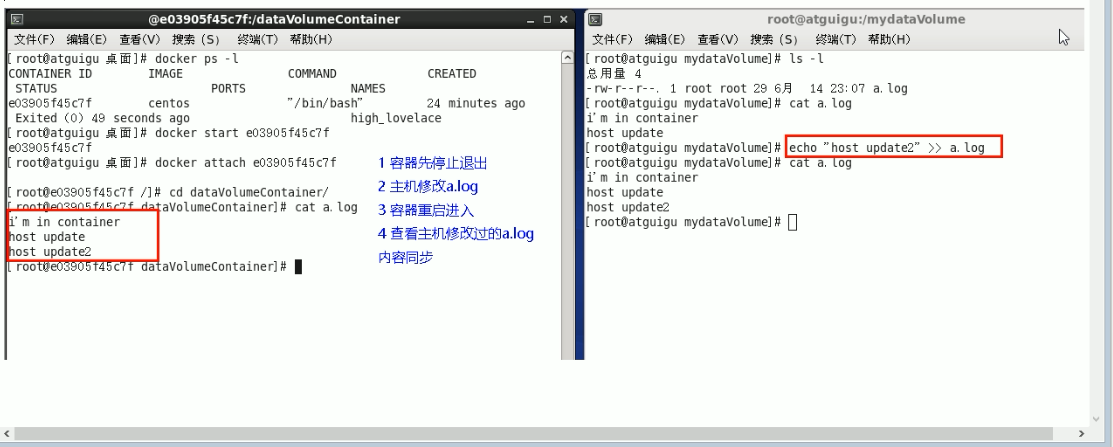 @e03905f45c7f:/dataVolumeContainer
文件(F) 编辑(E) 查看(V) 搜索 (S) 终端(T) 帮助(H)
[root@atguigu 桌面]# docker ps -l
CONTAINER ID IMAGE COMMAND CREATED
STATUS PORTS NAMES
e03905f45c7f centos "/bin/bash" 24 minutes ago
Exited (0) 49 seconds ago high_lovelace
[root@atguigu 桌面]# docker start e03905f45c7f
e03905f45c7f
[root@atguigu 桌面]# docker attach e03905f45c7f
[root@e03905f45c7f /]# cd dataVolumeContainer/
[root@e03905f45c7f dataVolumeContainer]# cat a.log
i'm in container
host update
host update2
[root@e03905f45c7f dataVolumeContainer]#
1 容器先停止退出
2 主机修改a.log
3 容器重启进入
4 查看主机修改过的a.log
内容同步
root@atguigu:/mydataVolume
文件(F) 编辑(E) 查看(V) 搜索 (S) 终端(T) 帮助(H)
[root@atguigu mydataVolume]# ls -l
总用量 4
-rw-r--r--. 1 root root 29 6月 14 23:07 a.log
[root@atguigu mydataVolume]# cat a.log
i'm in container
host update
[root@atguigu mydataVolume]# echo "host update2" >> a.log
[root@atguigu mydataVolume]# cat a.log
i'm in container
host update
host update2
[root@atguigu mydataVolume]#